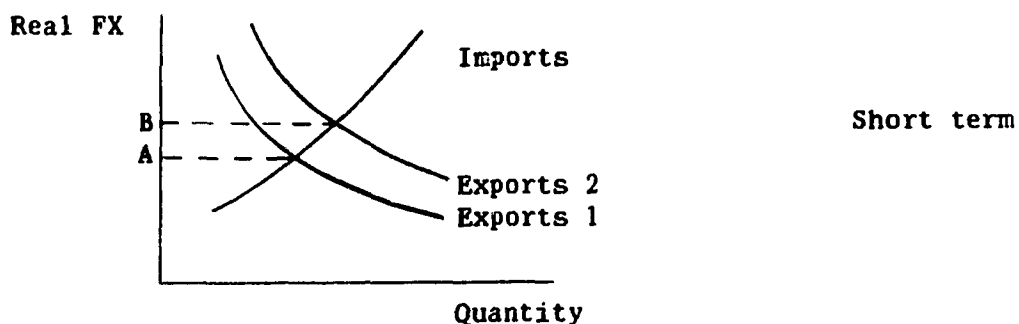 Real FX
Imports
B
Short term
A
Exports 2
Exports 1
Quantity